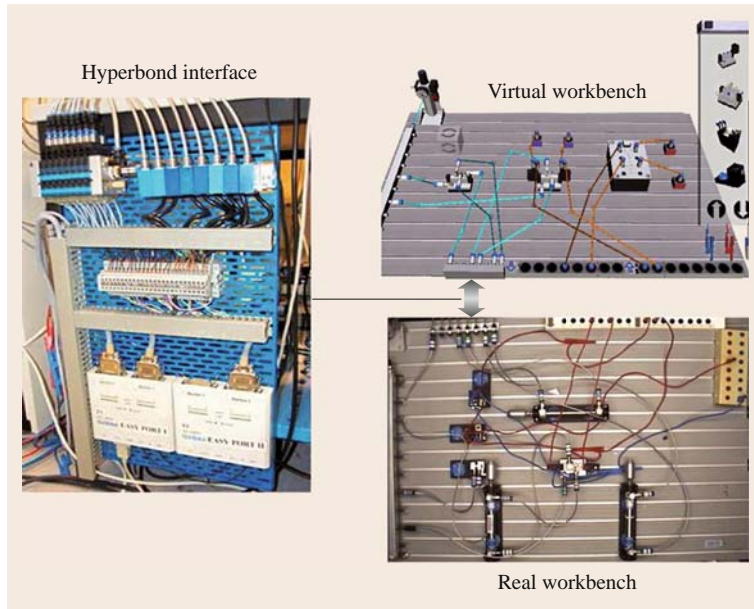 Hyperbond interface
Virtual workbench
EASY PORT I
EASY PORT II
Real workbench